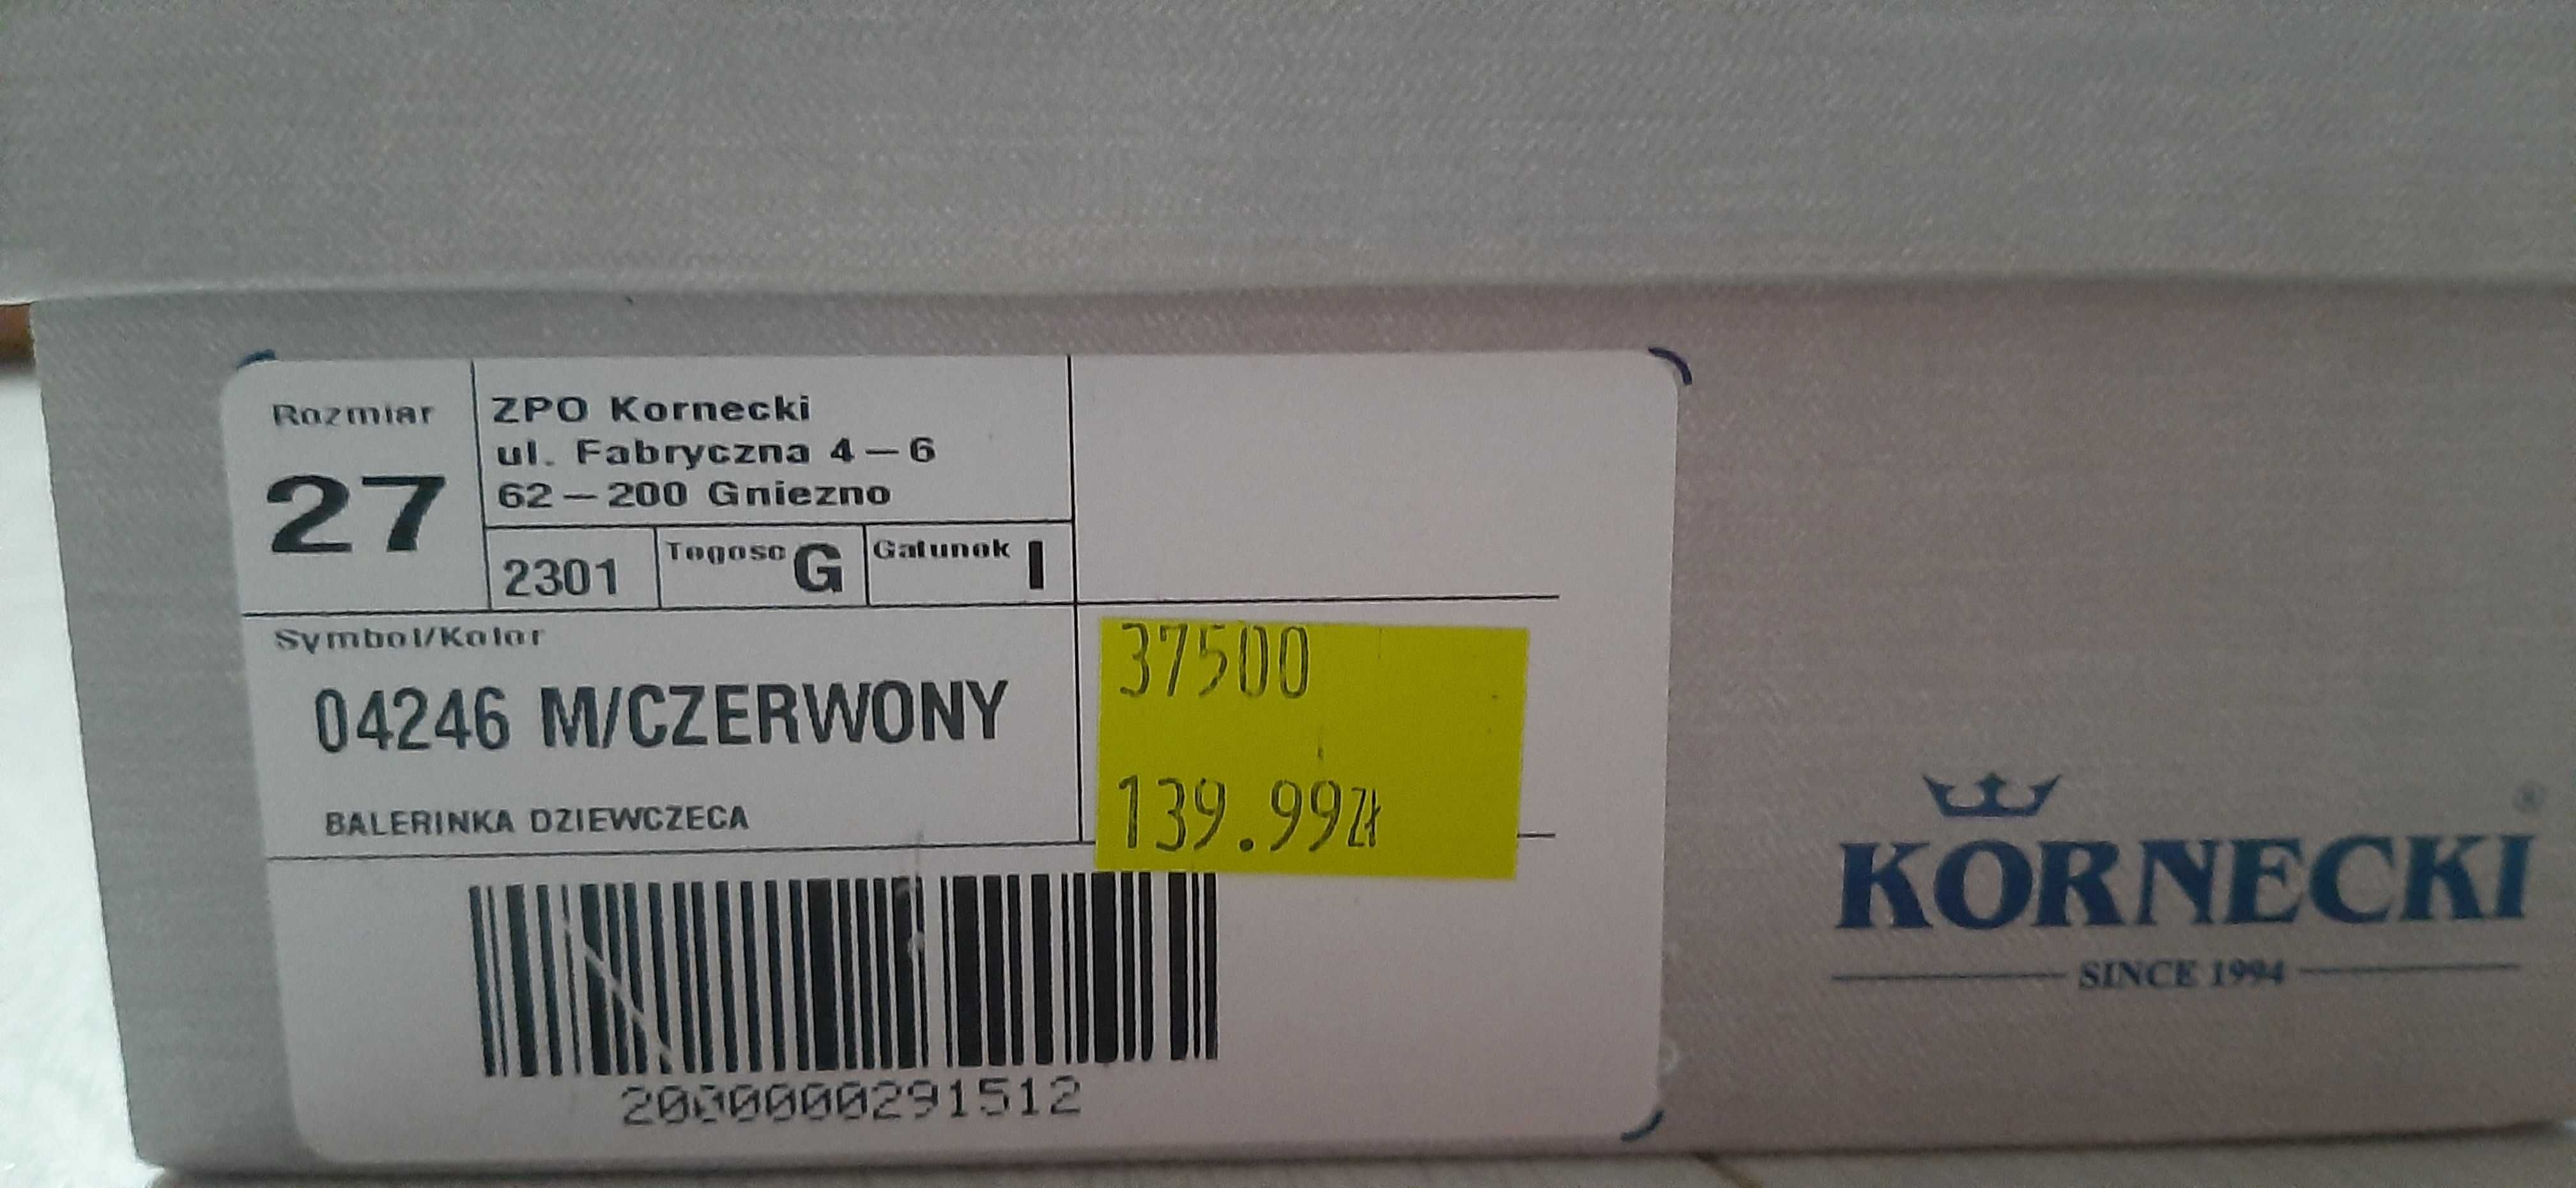 Rozmiar
27
ZPO Kornecki
ul. Fabryczna 4-6
62-200 Gniezno
2301
Tegosc G
Gatunek I
Symbol/Kolor
04246 M/CZERWONY
BALERINKA DZIEWCZECA
37500
139.99zł
2000000291512
KORNECKI ®
SINCE 1994